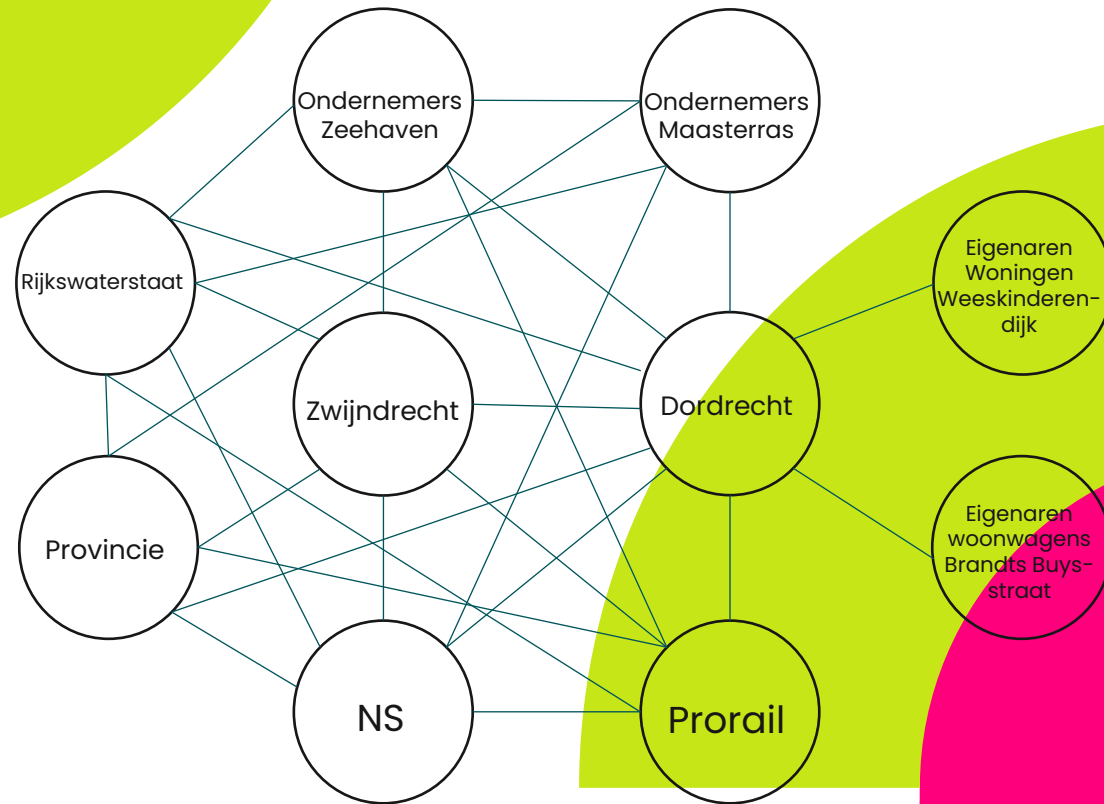 Ondernemers
Zeehaven
Ondernemers
Maasterras
Rijkswaterstaat
Eigenaren
Woningen
Weeskinderen-
dijk
Zwijndrecht
Dordrecht
Provincie
Eigenaren
woonwagens
Brandts Buys-
straat
NS
Prorail